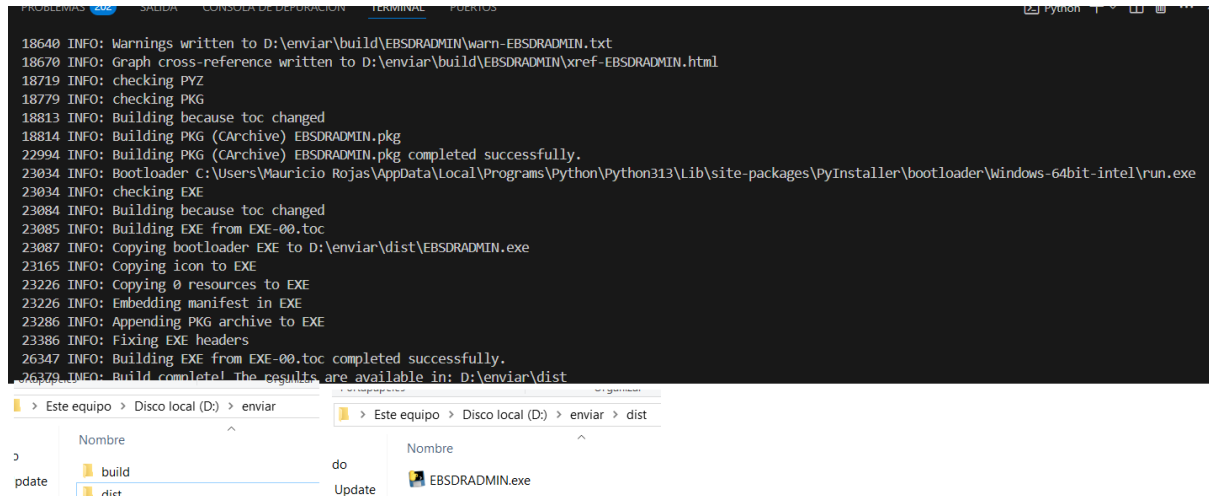 PROBLEMAS 202 SALIDA CONSOLA DE DEPURACIÓN TERMINAL PUERTOS Python
18640 INFO: Warnings written to D:\enviar\build\EBSDRADMIN\warn-EBSDRADMIN.txt
18670 INFO: Graph cross-reference written to D:\enviar\build\EBSDRADMIN\xref-EBSDRADMIN.html
18719 INFO: checking PYZ
18779 INFO: checking PKG
18813 INFO: Building because toc changed
18814 INFO: Building PKG (CArchive) EBSDRADMIN.pkg
22994 INFO: Building PKG (CArchive) EBSDRADMIN.pkg completed successfully.
23034 INFO: Bootloader C:\Users\Mauricio Rojas\AppData\Local\Programs\Python\Python313\Lib\site-packages\PyInstaller\bootloader\Windows-64bit-intel\run.exe
23034 INFO: checking EXE
23084 INFO: Building because toc changed
23085 INFO: Building EXE from EXE-00.toc
23087 INFO: Copying bootloader EXE to D:\enviar\dist\EBSDRADMIN.exe
23165 INFO: Copying icon to EXE
23226 INFO: Copying 0 resources to EXE
23226 INFO: Embedding manifest in EXE
23286 INFO: Appending PKG archive to EXE
23386 INFO: Fixing EXE headers
26347 INFO: Building EXE from EXE-00.toc completed successfully.
26379 INFO: Build complete! The results are available in: D:\enviar\dist
> Este equipo > Disco local (D:) > enviar
Nombre
build
pdate
dist
> Este equipo > Disco local (D:) > enviar > dist
Nombre
do
EBSDRADMIN.exe
Update